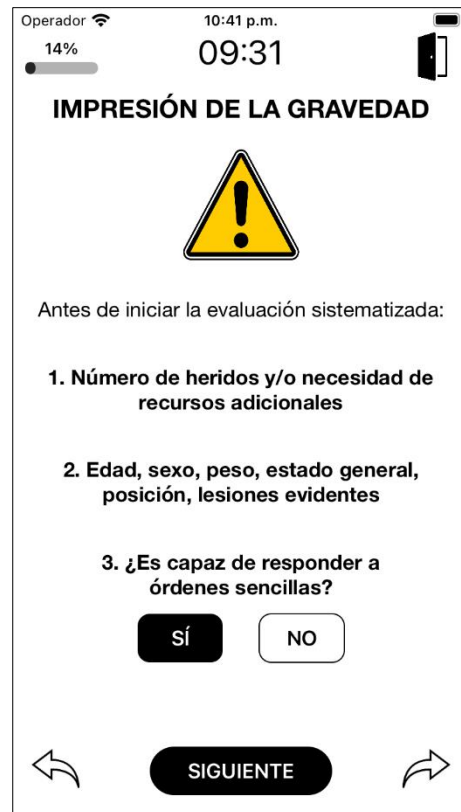 Operador
10:41 p.m.
14%
09:31
IMPRESIÓN DE LA GRAVEDAD
Antes de iniciar la evaluación sistematizada:
1. Número de heridos y/o necesidad de
recursos adicionales
2. Edad, sexo, peso, estado general,
posición, lesiones evidentes
3. ¿Es capaz de responder a
órdenes sencillas?
SÍ
NO
SIGUIENTE